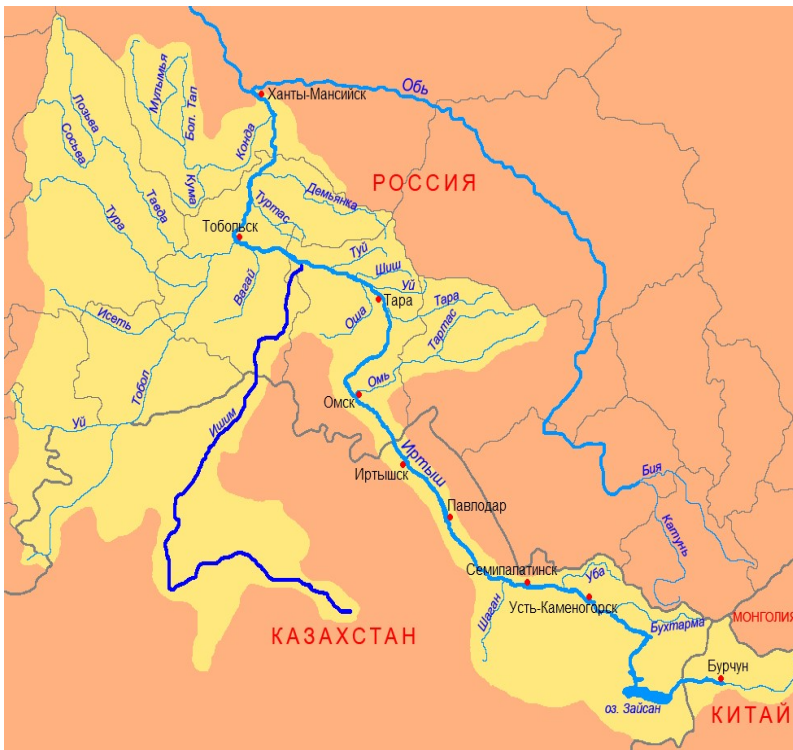 Обь
Ханты-Мансийск
Мулымья
Бол. Тап
Лозьва
Сосьва
Конда
Кума
РОССИЯ
Демьянка
Туртас
Тавда
Тура
Тобольск
Туй
Шиш
Уй
Вагай
Тара
Тара
Оша
Тартас
Исеть
Тобол
Омь
Омск
Ишим
Уй
Иртыш
Иртышск
Бия
Павлодар
Катунь
Семипалатинск
Уба
Усть-Каменогорск
Шаган
Бухтарма
МОНГОЛИЯ
КАЗАХСТАН
Бурчун
оз. Зайсан
КИТАЙ